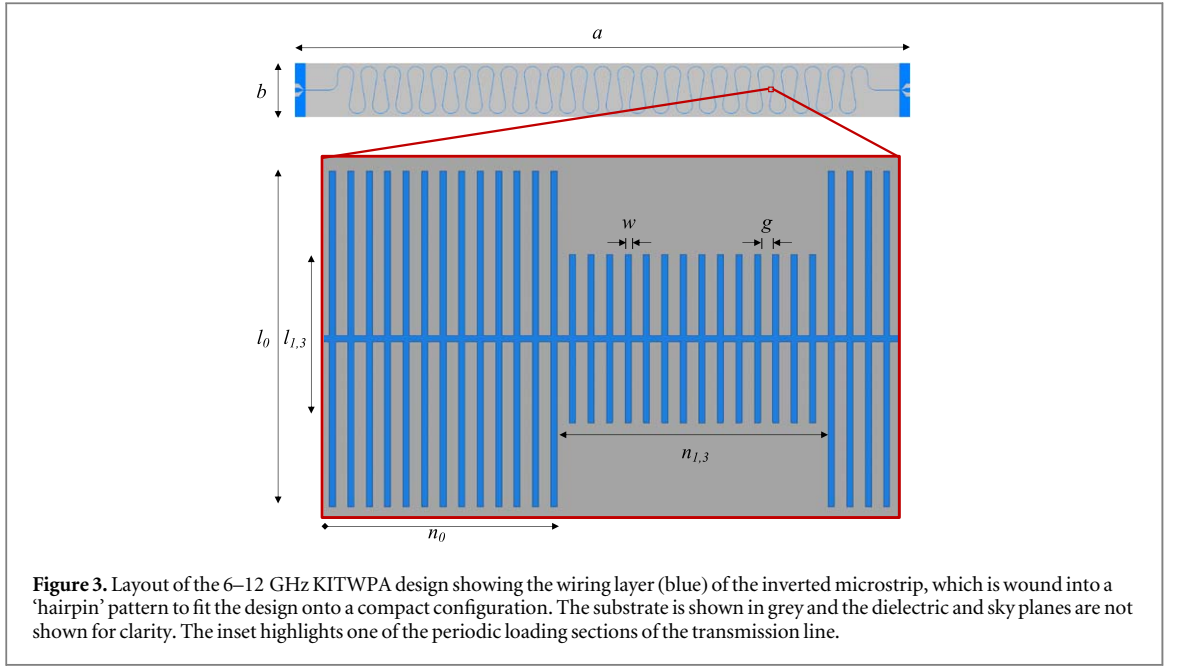 a
b
w
g
l0
l1,3
n1,3
n0
Figure 3. Layout of the 6–12 GHz KITWPA design showing the wiring layer (blue) of the inverted microstrip, which is wound into a
‘hairpin’ pattern to fit the design onto a compact configuration. The substrate is shown in grey and the dielectric and sky planes are not
shown for clarity. The inset highlights one of the periodic loading sections of the transmission line.